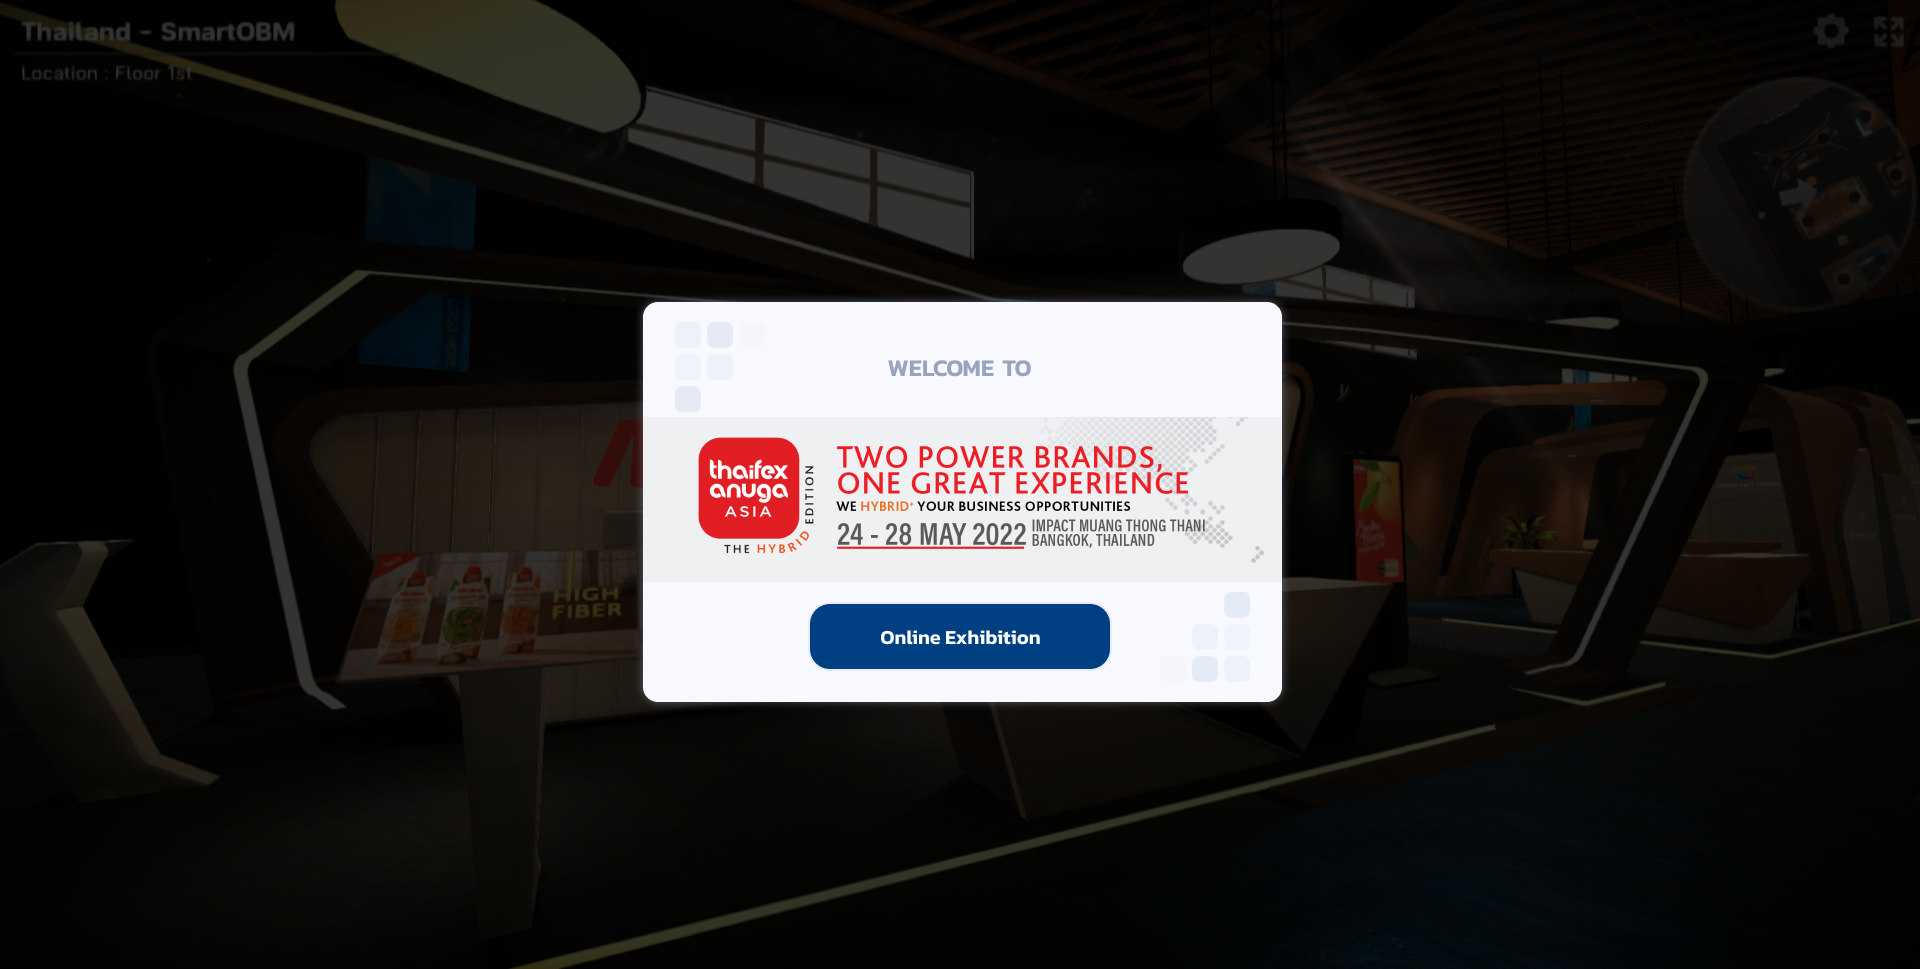 Thailand - SmartOBM
Location : Floor 1st
WELCOME TO
thaifex
anuga
ASIA
THE HYBRID EDITION
TWO POWER BRANDS,
ONE GREAT EXPERIENCE
WE HYBRID+ YOUR BUSINESS OPPORTUNITIES
24 - 28 MAY 2022
IMPACT MUANG THONG THANI
BANGKOK, THAILAND
HIGH
FIBER
Online Exhibition